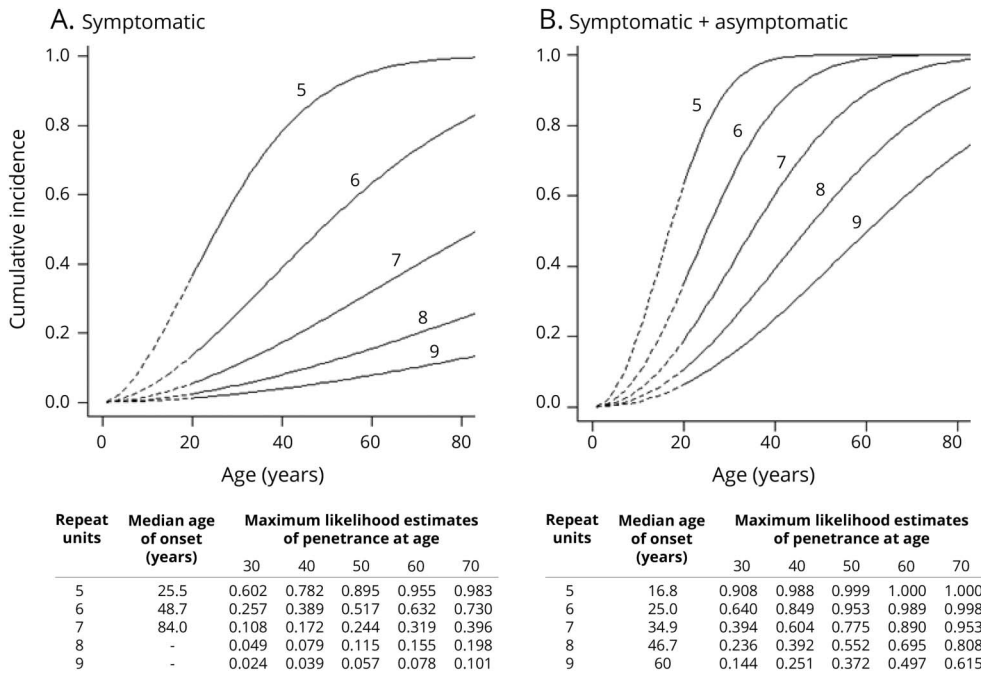 A. Symptomatic
Cumulative incidence
1.0
0.8
0.6
0.4
0.2
0.0
5
6
7
8
9
0 20 40 60 80
Age (years)
B. Symptomatic + asymptomatic
1.0
0.8
0.6
0.4
0.2
0.0
5
6
7
8
9
0 20 40 60 80
Age (years)
Repeat units Median age of onset (years) Maximum likelihood estimates of penetrance at age
30 40 50 60 70
5 25.5 0.602 0.782 0.895 0.955 0.983
6 48.7 0.257 0.389 0.517 0.632 0.730
7 84.0 0.108 0.172 0.244 0.319 0.396
8 - 0.049 0.079 0.115 0.155 0.198
9 - 0.024 0.039 0.057 0.078 0.101
Repeat units Median age of onset (years) Maximum likelihood estimates of penetrance at age
30 40 50 60 70
5 16.8 0.908 0.988 0.999 1.000 1.000
6 25.0 0.640 0.849 0.953 0.989 0.998
7 34.9 0.394 0.604 0.775 0.890 0.953
8 46.7 0.236 0.392 0.552 0.695 0.808
9 60 0.144 0.251 0.372 0.497 0.615